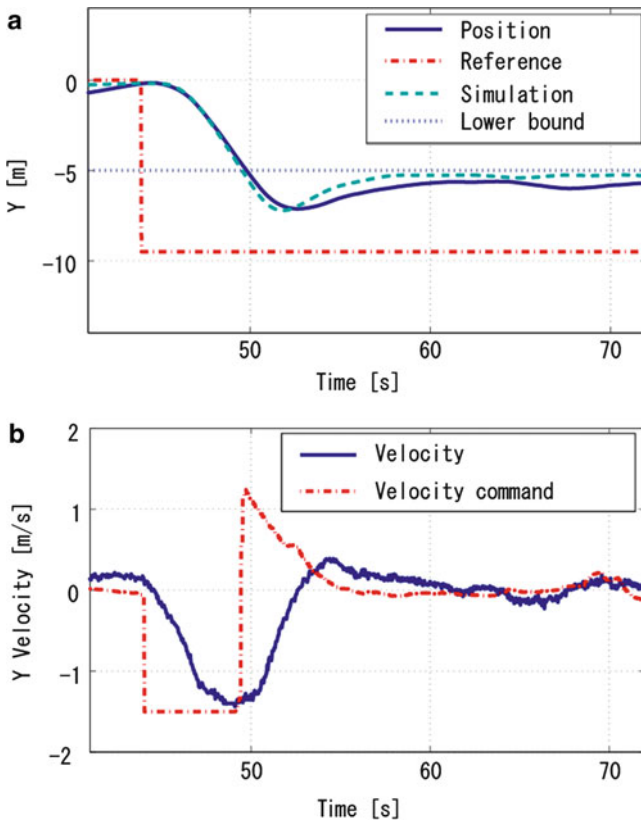 a
Position
Reference
Simulation
Lower bound
0
-5
-10
Y [m]
50
60
70
Time [s]
b
Velocity
Velocity command
2
1
0
-1
-2
Y Velocity [m/s]
50
60
70
Time [s]